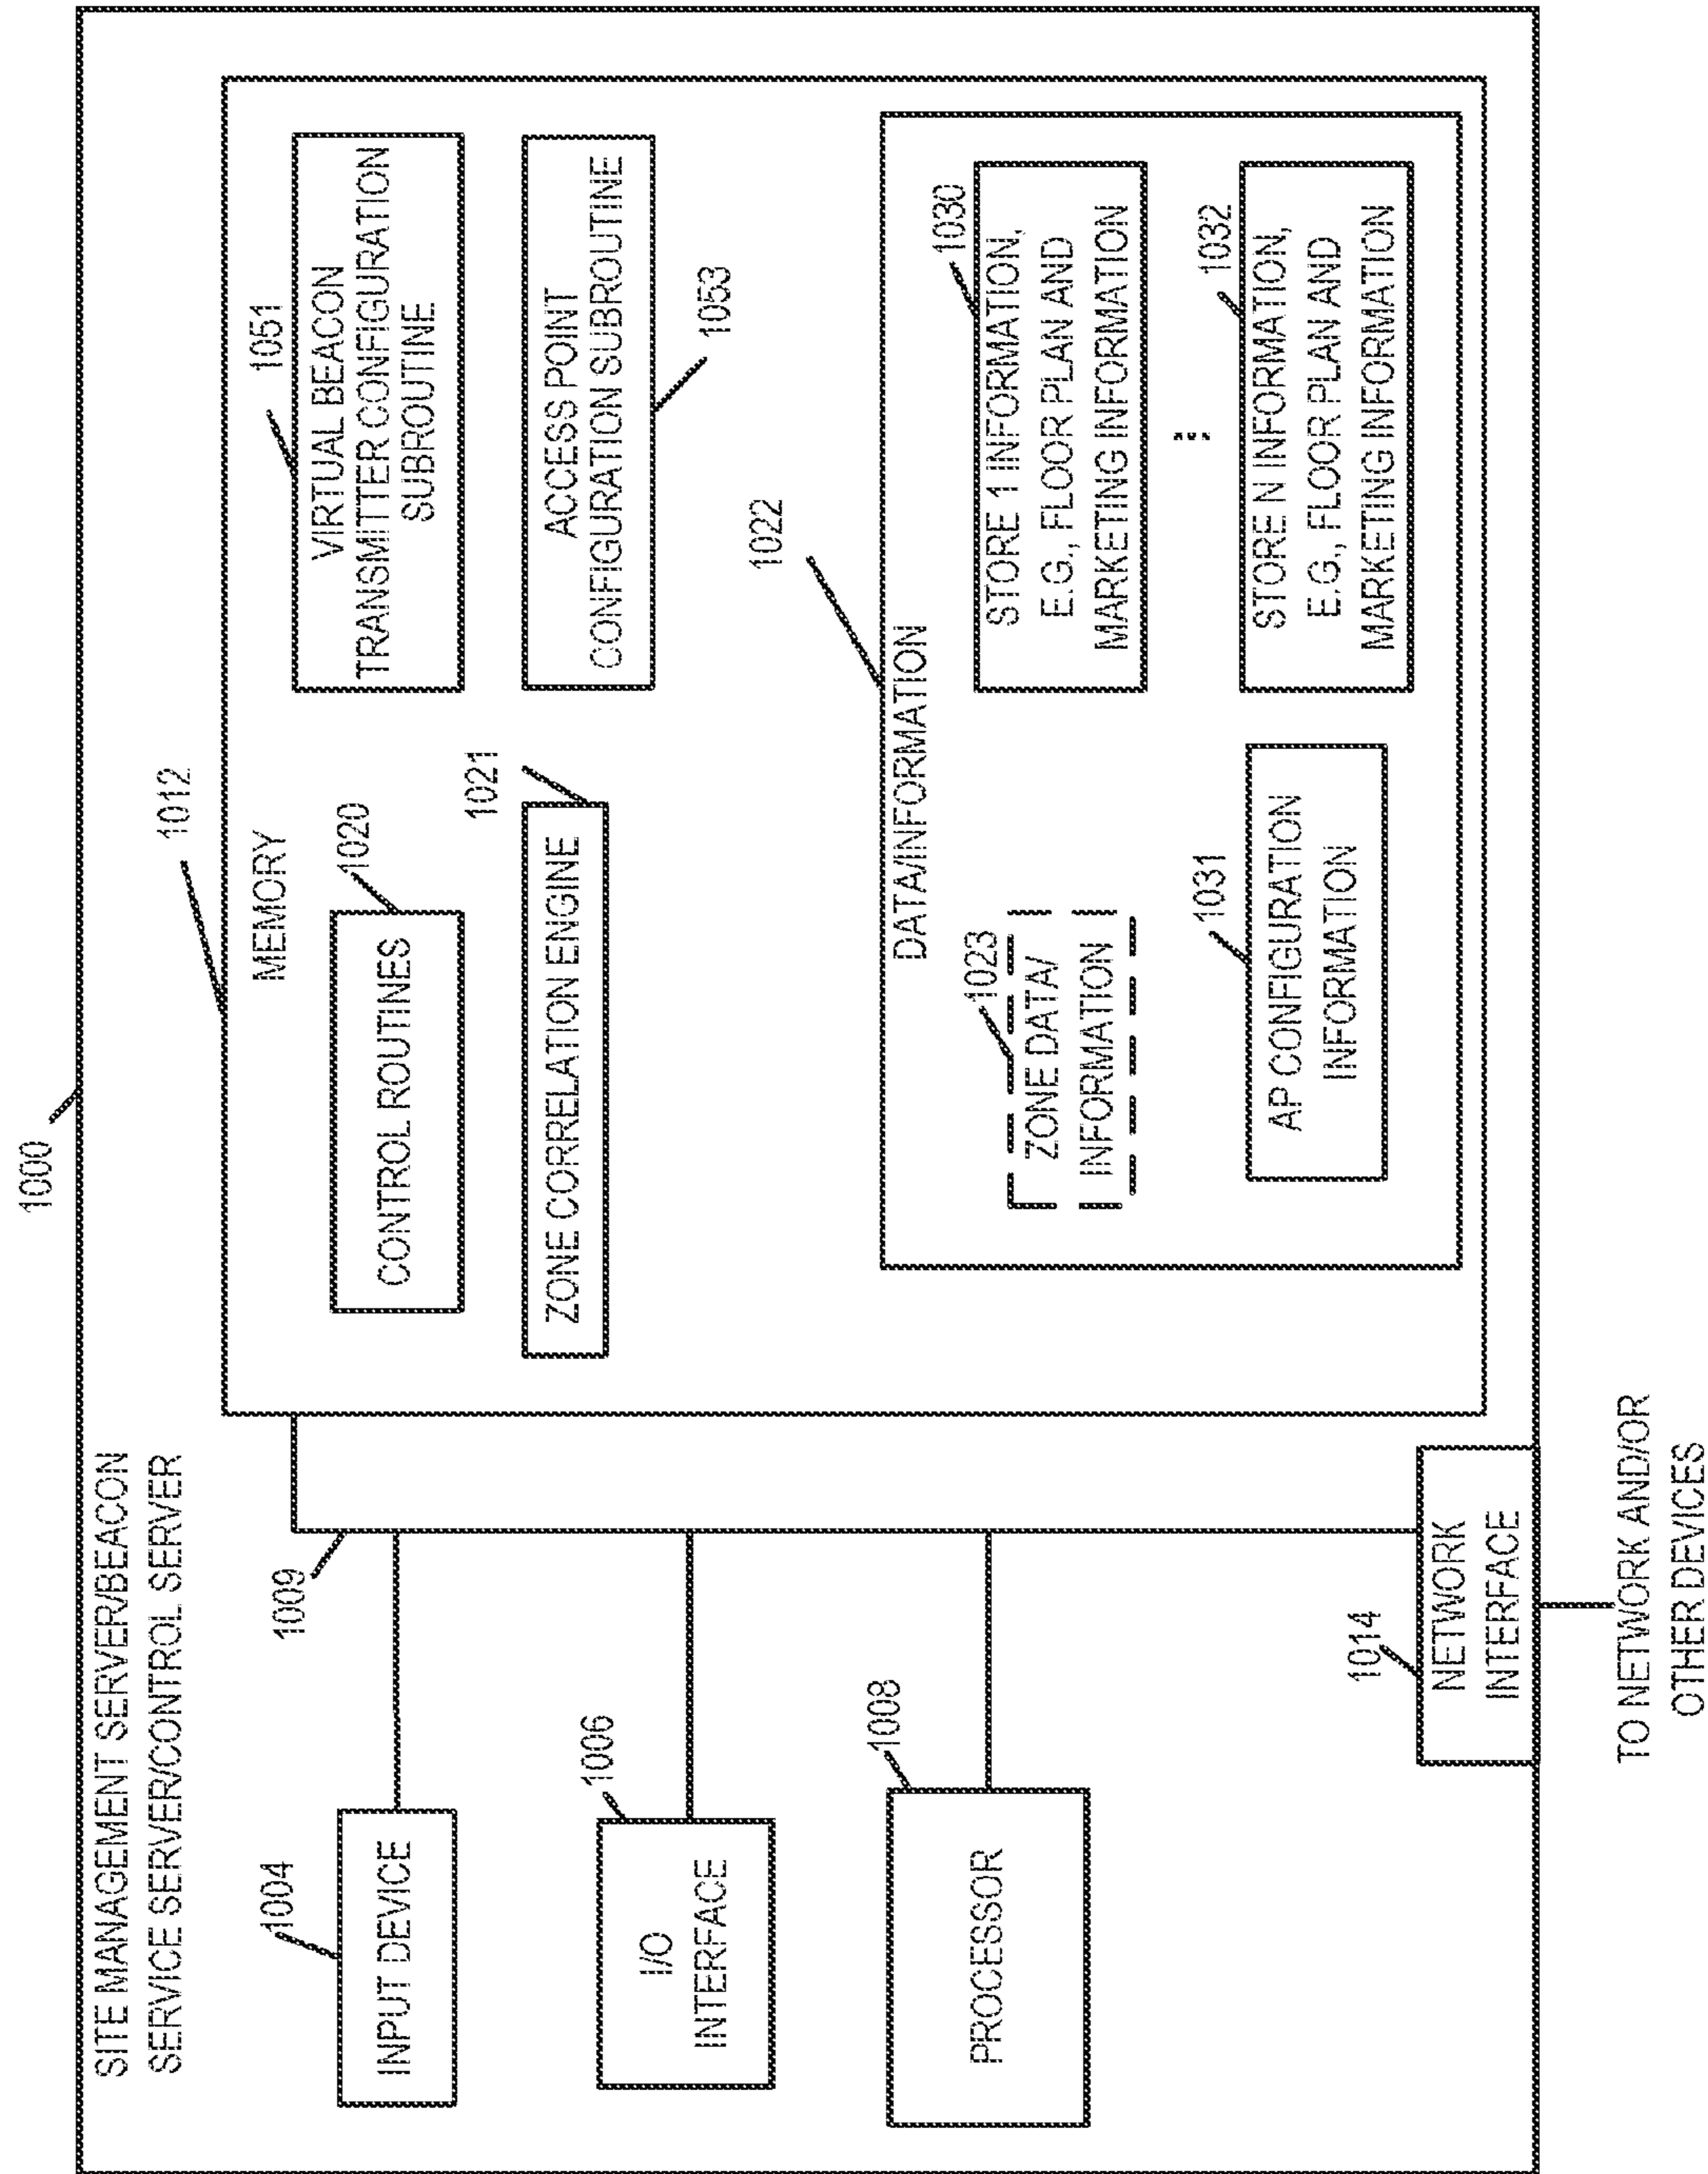 1000
SITE MANAGEMENT SERVER/BEACON
SERVICE SERVER/CONTROL SERVER
1004
INPUT DEVICE
1006
I/O
INTERFACE
1008
PROCESSOR
1009
1014
NETWORK
INTERFACE
TO NETWORK AND/OR
OTHER DEVICES
1012
MEMORY
1020
CONTROL ROUTINES
1021
ZONE CORRELATION ENGINE
1051
VIRTUAL BEACON
TRANSMITTER CONFIGURATION
SUBROUTINE
ACCESS POINT
CONFIGURATION SUBROUTINE
1053
1022
DATA/INFORMATION
1023
ZONE DATA/
INFORMATION
1031
AP CONFIGURATION
INFORMATION
1030
STORE 1 INFORMATION,
E.G., FLOOR PLAN AND
MARKETING INFORMATION
...
1032
STORE N INFORMATION,
E.G., FLOOR PLAN AND
MARKETING INFORMATION